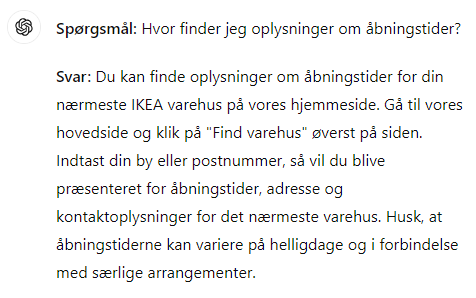 Spørgsmål: Hvor finder jeg oplysninger om åbningstider?
Svar: Du kan finde oplysninger om åbningstider for din
nærmeste IKEA varehus på vores hjemmeside. Gå til vores
hovedside og klik på "Find varehus" øverst på siden.
Indtast din by eller postnummer, så vil du blive
præsenteret for åbningstider, adresse og
kontaktoplysninger for det nærmeste varehus. Husk, at
åbningstiderne kan variere på helligdage og i forbindelse
med særlige arrangementer.